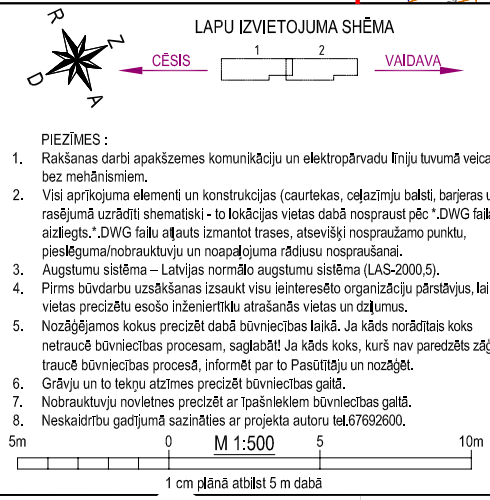 LAPU IZVIETOJUMA SHĒMA
R
Z
D
A
CĒSIS
1
2
VAIDAVA
PIEZĪMES :
1. Rakšanas darbi apakšzemes komunikāciju un elektropārvadu līniju tuvumā veica
bez mehānismiem.
2. Visi aprīkojuma elementi un konstrukcijas (caurtekas, ceļazīmju balsti, barjeras u
rasējumā uzrādīti shematiski - to lokācijas vietas dabā nospraust pēc *.DWG faila
aizliegts.*.DWG failu atļauts izmantot trases, atsevišķi nospraužamo punktu,
pieslēguma/nobrauktuvju un noapaļojuma rādiusu nospraušanai.
3. Augstumu sistēma – Latvijas normālo augstumu sistēma (LAS-2000,5).
4. Pirms būvdarbu uzsākšanas izsaukt visu ieinteresēto organizāciju pārstāvjus, lai
vietas precizētu esošo inženiertīklu atrašanās vietas un dziļumus.
5. Nozāģējamos kokus precizēt dabā būvniecības laikā. Ja kāds norādītais koks
netraucē būvniecības procesam, saglabāt! Ja kāds koks, kurš nav paredzēts zāģ
traucē būvniecības procesā, informēt par to Pasūtītāju un nozāģēt.
6. Grāvju un to tekņu atzīmes precizēt būvniecības gaitā.
7. Nobrauktuvju novietnes precizēt ar īpašniekiem būvniecības gaitā.
8. Neskaidrību gadījumā sazināties ar projekta autoru tel.67692600.
5m 0 M 1:500 5 10m
1 cm plānā atbilst 5 m dabā